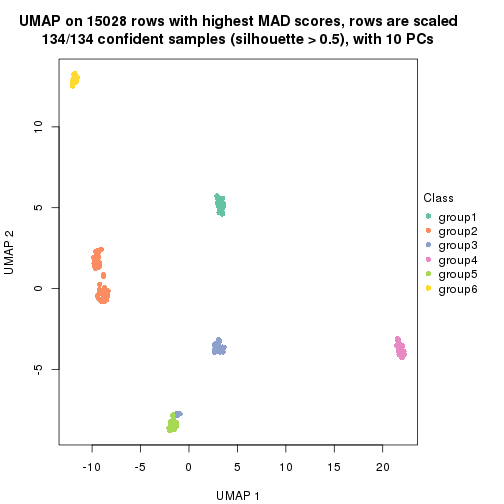 UMAP on 15028 rows with highest MAD scores, rows are scaled
134/134 confident samples (silhouette > 0.5), with 10 PCs
10
5
0
-5
UMAP 2
-10
-5
0
5
10
15
20
UMAP 1
Class
group1
group2
group3
group4
group5
group6